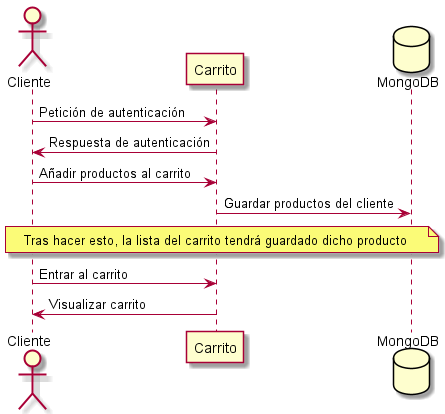 Cliente
Carrito
MongoDB
Petición de autenticación
Respuesta de autenticación
Añadir productos al carrito
Guardar productos del cliente
Tras hacer esto, la lista del carrito tendrá guardado dicho producto
Entrar al carrito
Visualizar carrito
Cliente
Carrito
MongoDB